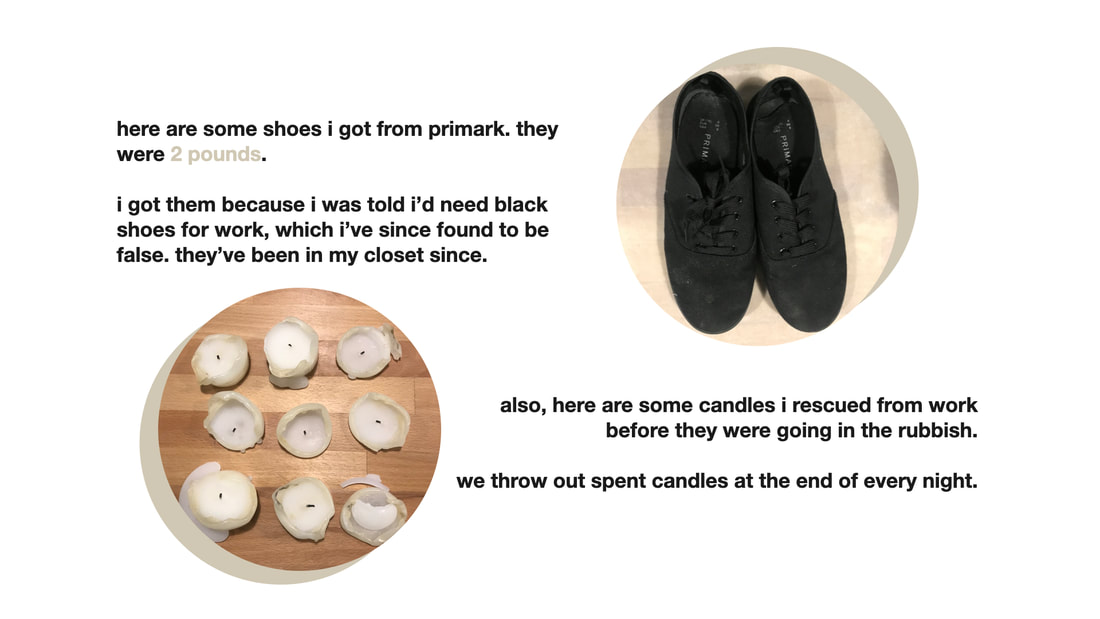 here are some shoes i got from primark. they
were 2 pounds.
i got them because i was told i’d need black
shoes for work, which i’ve since found to be
false. they’ve been in my closet since.
also, here are some candles i rescued from work
before they were going in the rubbish.
we throw out spent candles at the end of every night.